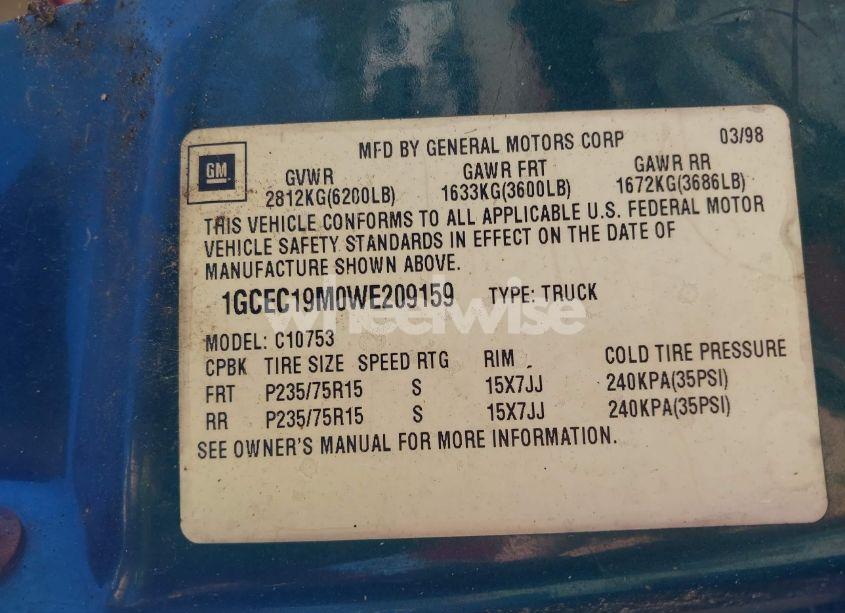 MFD BY GENERAL MOTORS CORP 03/98
GM
GVWR GAWR FRT GAWR RR
2812KG(6200LB) 1633KG(3600LB) 1672KG(3686LB)
THIS VEHICLE CONFORMS TO ALL APPLICABLE U.S. FEDERAL MOTOR
VEHICLE SAFETY STANDARDS IN EFFECT ON THE DATE OF
MANUFACTURE SHOWN ABOVE.
1GCEC19M0WE209159 TYPE: TRUCK
wheelwise
MODEL: C10753
CPBK TIRE SIZE SPEED RTG RIM COLD TIRE PRESSURE
FRT P235/75R15 S 15X7JJ 240KPA(35PSI)
RR P235/75R15 S 15X7JJ 240KPA(35PSI)
SEE OWNER'S MANUAL FOR MORE INFORMATION.